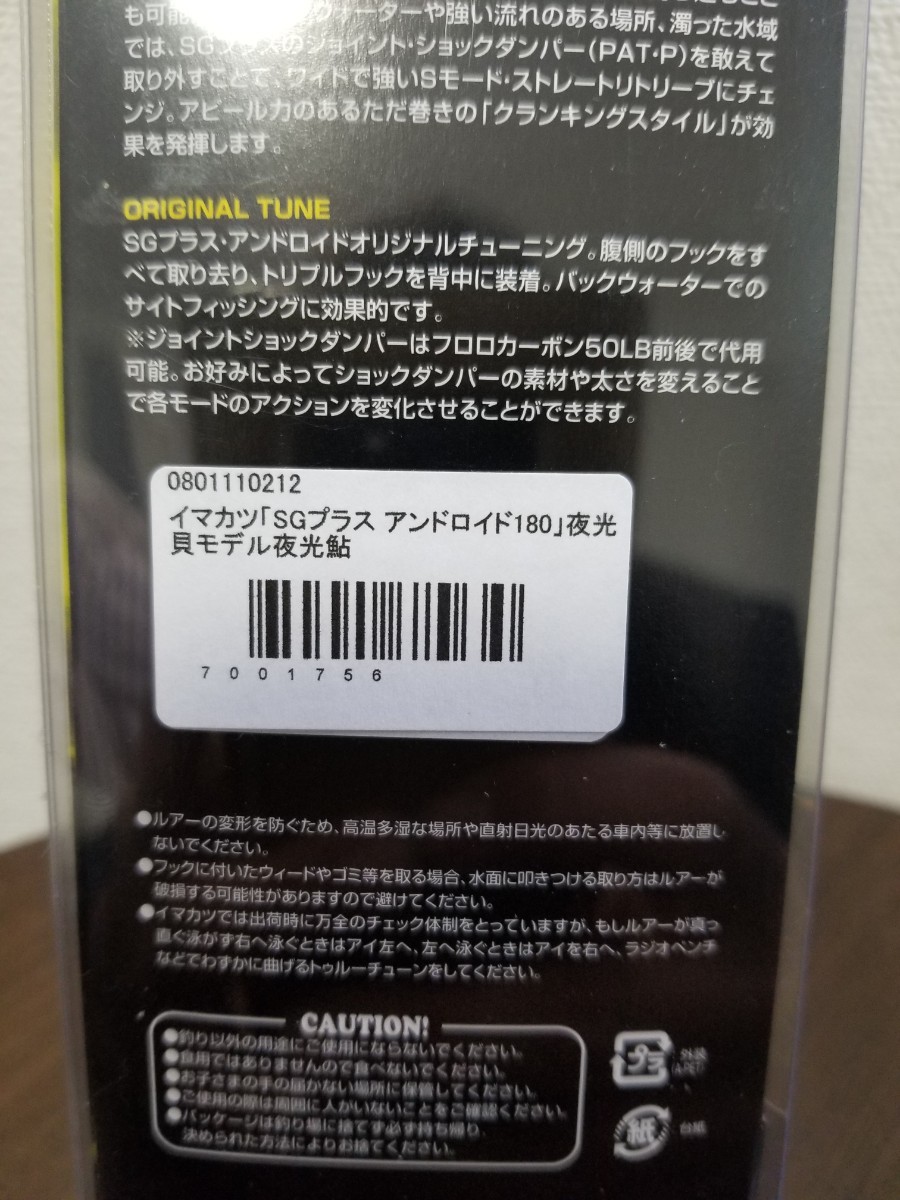 ウォーターや強い流れのある場所、濁った水域
では、SGプラスのジョイント・ショックダンパー(PAT・P)を敢えて
取り外すことで、ワイドで強いSモード・ストレートリトリーブにチェ
ンジ。アピール力のあるただ巻きの「クランキングスタイル」が効
果を発揮します。
ORIGINAL TUNE
SGプラス・アンドロイドオリジナルチューニング。腹側のフックをす
べて取り去り、トリプルフックを背中に装着。バックウォーターでの
サイトフィッシングに効果的です。
※ジョイントショックダンパーはフロロカーボン50LB前後で代用
可能。お好みによってショックダンパーの素材や太さを変えること
で各モードのアクションを変化させることができます。
0801110212
イマカツ「SGプラス アンドロイド180」夜光
貝モデル夜光鮎
7001756
●ルアーの変形を防ぐため、高温多湿な場所や直射日光のあたる車内等に放置し
ないでください。
●フックに付いたウィードやゴミ等を取る場合、水面に叩きつける取り方はルアーが
破損する可能性がありますので避けてください。
●イマカツでは出荷時に万全のチェック体制をとっていますが、もしルアーが真っ
直ぐ泳がず右へ泳ぐときはアイ左へ、左へ泳ぐときはアイを右へ、ラジオペンチ
などでわずかに曲げるトゥルーチューンをしてください。
CAUTION!
●釣り以外の用途にご使用にならないでください。
●食用ではありませんので食べないでください。
●お子さまの手の届かない場所に保管してください。
●ご使用の際は周囲に人がいないことをご確認ください。
●パッケージは釣り場に捨てず必ず持ち帰り、
決められた方法によりお捨てください。
プラ
外装
(A-PET)
紙
台紙